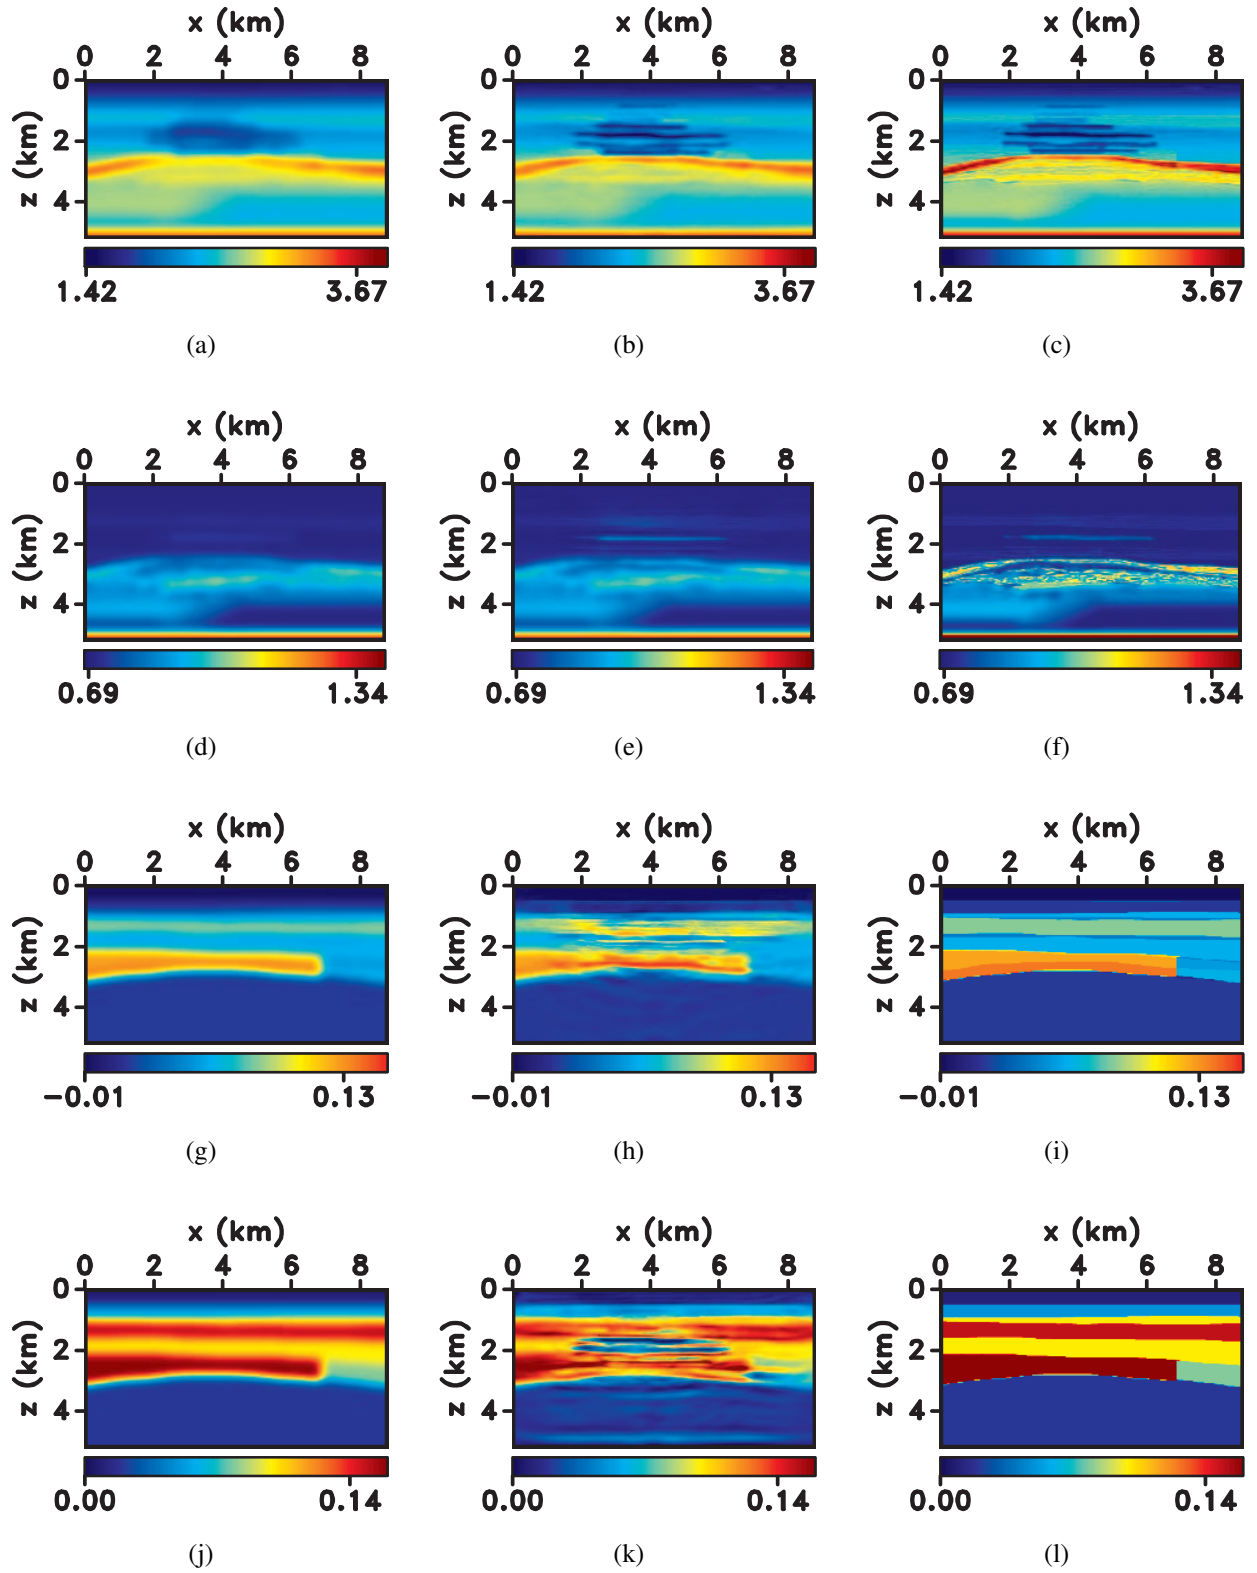 x (km) x (km) x (km)
0 2 4 6 8 0 2 4 6 8 0 2 4 6 8
0 0 0
2 2 2
4 4 4
z (km) z (km) z (km)
1.42 3.67 1.42 3.67 1.42 3.67
(a) (b) (c)
x (km) x (km) x (km)
0 2 4 6 8 0 2 4 6 8 0 2 4 6 8
0 0 0
2 2 2
4 4 4
z (km) z (km) z (km)
0.69 1.34 0.69 1.34 0.69 1.34
(d) (e) (f)
x (km) x (km) x (km)
0 2 4 6 8 0 2 4 6 8 0 2 4 6 8
0 0 0
2 2 2
4 4 4
z (km) z (km) z (km)
−0.01 0.13 −0.01 0.13 −0.01 0.13
(g) (h) (i)
x (km) x (km) x (km)
0 2 4 6 8 0 2 4 6 8 0 2 4 6 8
0 0 0
2 2 2
4 4 4
z (km) z (km) z (km)
0.00 0.14 0.00 0.14 0.00 0.14
(j) (k) (l)